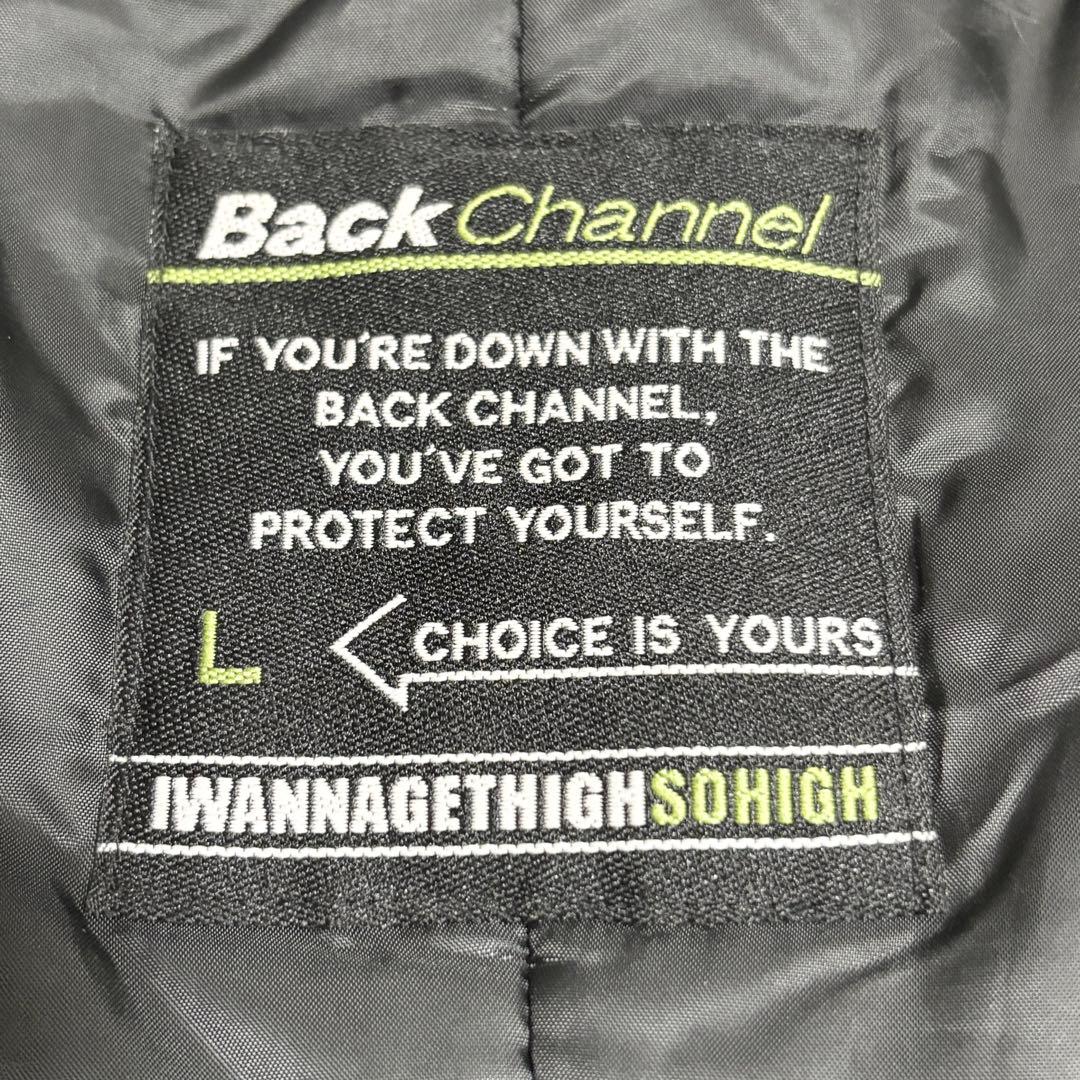 Back Channel
IF YOU'RE DOWN WITH THE
BACK CHANNEL,
YOU'VE GOT TO
PROTECT YOURSELF.
L CHOICE IS YOURS
IWANNAGETHIGHSOHIGH